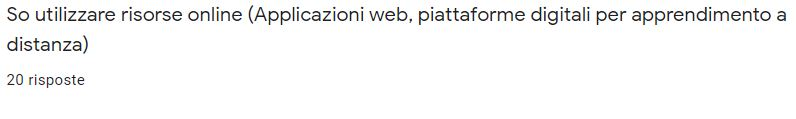 So utilizzare risorse online (Applicazioni web, piattaforme digitali per apprendimento a
distanza)
20 risposte